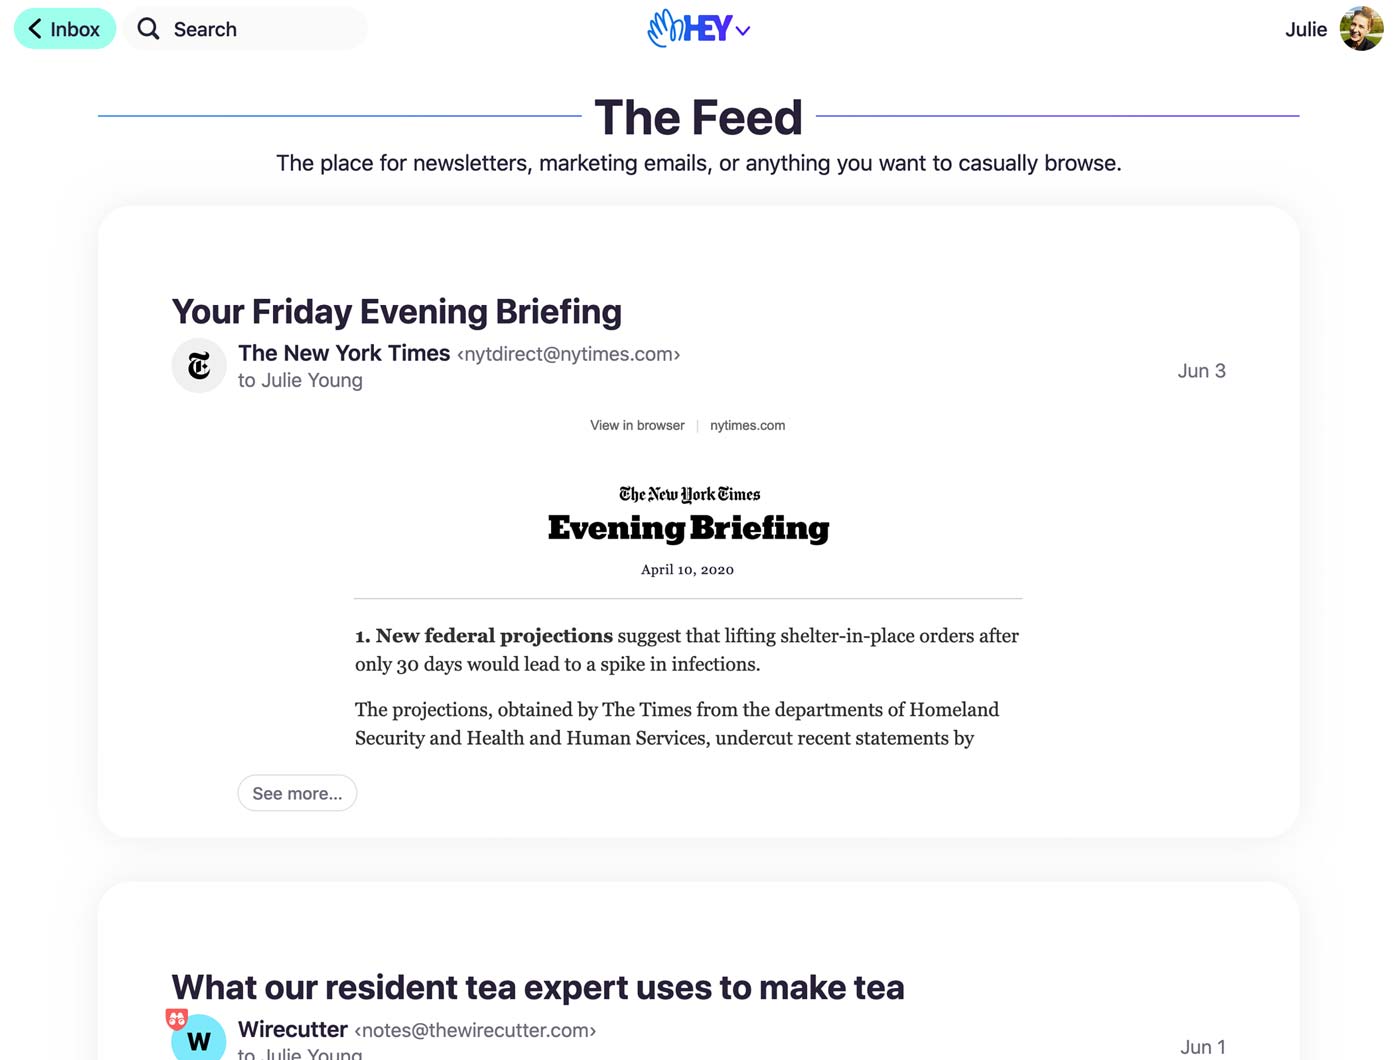 Inbox
Search
HEY
Julie
The Feed
The place for newsletters, marketing emails, or anything you want to casually browse.
Your Friday Evening Briefing
The New York Times <nytdirect@nytimes.com>
to Julie Young
Jun 3
View in browser | nytimes.com
The New York Times
Evening Briefing
April 10, 2020
1. New federal projections suggest that lifting shelter-in-place orders after
only 30 days would lead to a spike in infections.
The projections, obtained by The Times from the departments of Homeland
Security and Health and Human Services, undercut recent statements by
See more...
What our resident tea expert uses to make tea
W
Wirecutter <notes@thewirecutter.com>
to Julie Young
Jun 1